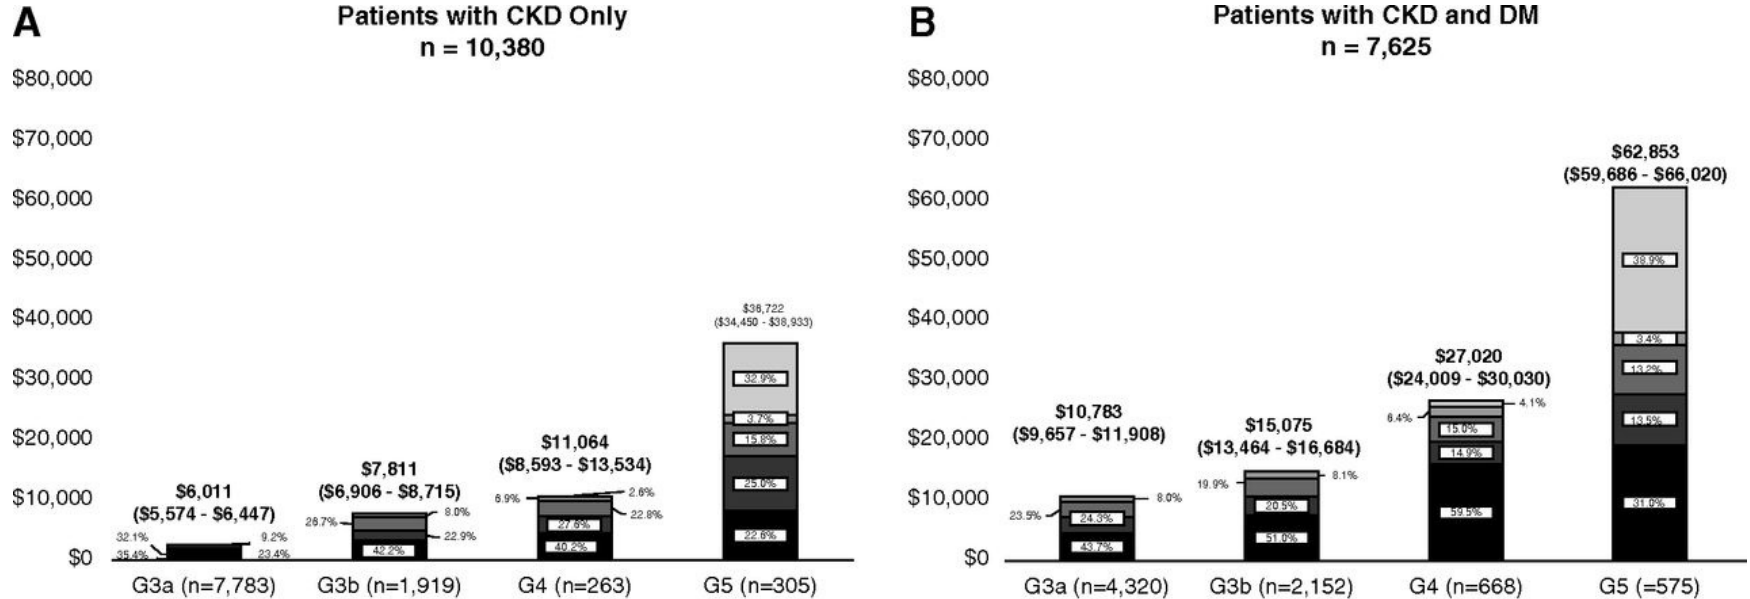 A
Patients with CKD Only
n = 10,380
$80,000
$70,000
$60,000
$50,000
$40,000
$30,000
$20,000
$10,000
$0
$6,011
($5,574 - $6,447)
32.1%
9.2%
35.4%
23.4%
$7,811
($6,906 - $8,715)
26.7%
8.0%
22.9%
42.2%
$11,064
($8,593 - $13,534)
6.9%
2.6%
22.8%
27.6%
40.2%
$36,722
($34,450 - $38,933)
32.9%
3.7%
15.8%
25.0%
22.6%
G3a (n=7,783)
G3b (n=1,919)
G4 (n=263)
G5 (n=305)
B
Patients with CKD and DM
n = 7,625
$80,000
$70,000
$60,000
$50,000
$40,000
$30,000
$20,000
$10,000
$0
$10,783
($9,657 - $11,908)
23.9%
8.0%
24.3%
43.7%
$15,075
($13,464 - $16,684)
19.9%
8.1%
20.5%
51.0%
$27,020
($24,009 - $30,030)
6.4%
4.1%
15.0%
14.9%
59.5%
$62,853
($59,686 - $66,020)
38.9%
3.4%
13.2%
13.5%
31.0%
G3a (n=4,320)
G3b (n=2,152)
G4 (n=668)
G5 (=575)